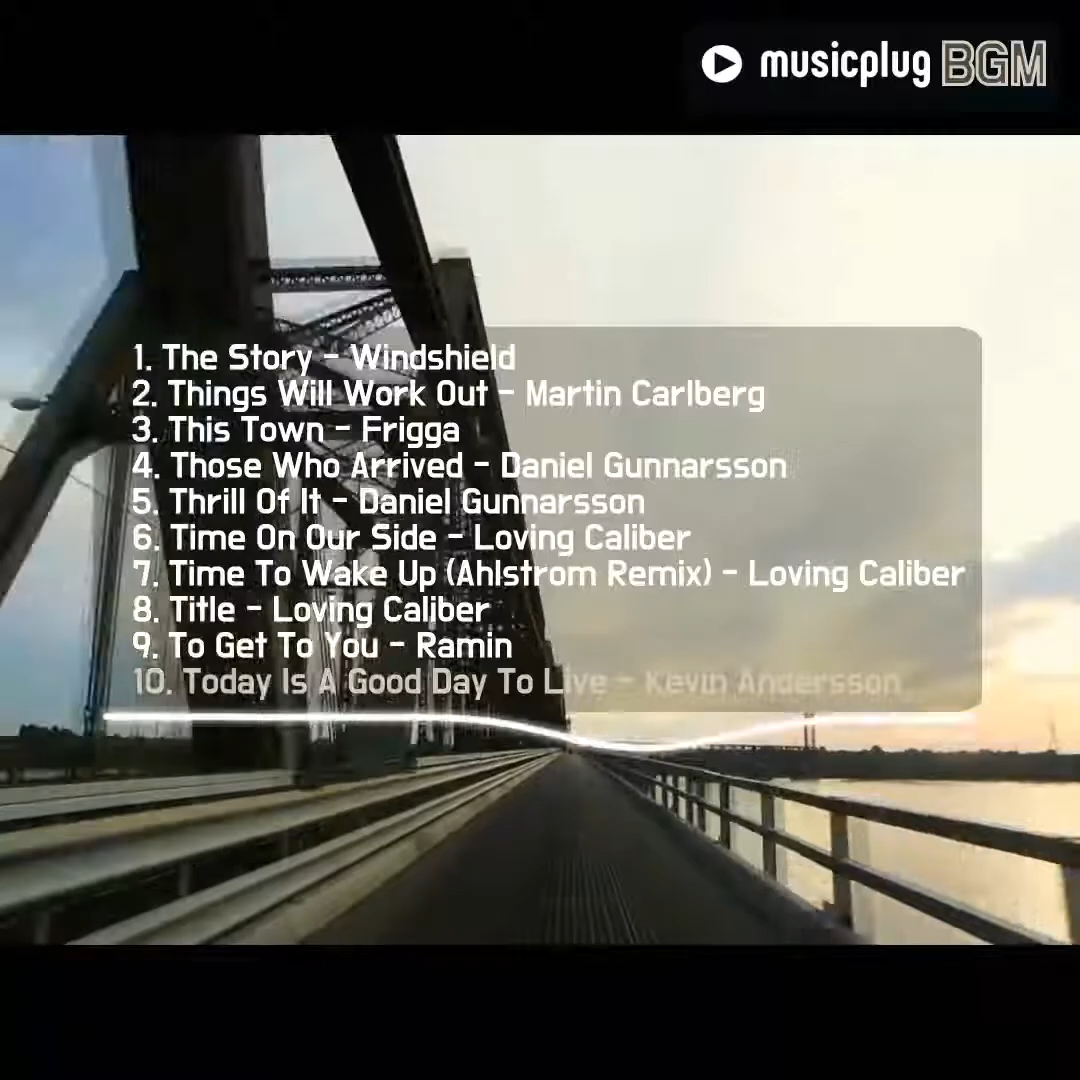 musicplug BGM
1. The Story - Windshield
2. Things Will Work Out - Martin Carlberg
3. This Town - Frigga
4. Those Who Arrived - Daniel Gunnarsson
5. Thrill Of It - Daniel Gunnarsson
6. Time On Our Side - Loving Caliber
7. Time To Wake Up (Ahlstrom Remix) - Loving Caliber
8. Title - Loving Caliber
9. To Get To You - Ramin
10. Today Is A Good Day To Live - Kevin Andersson